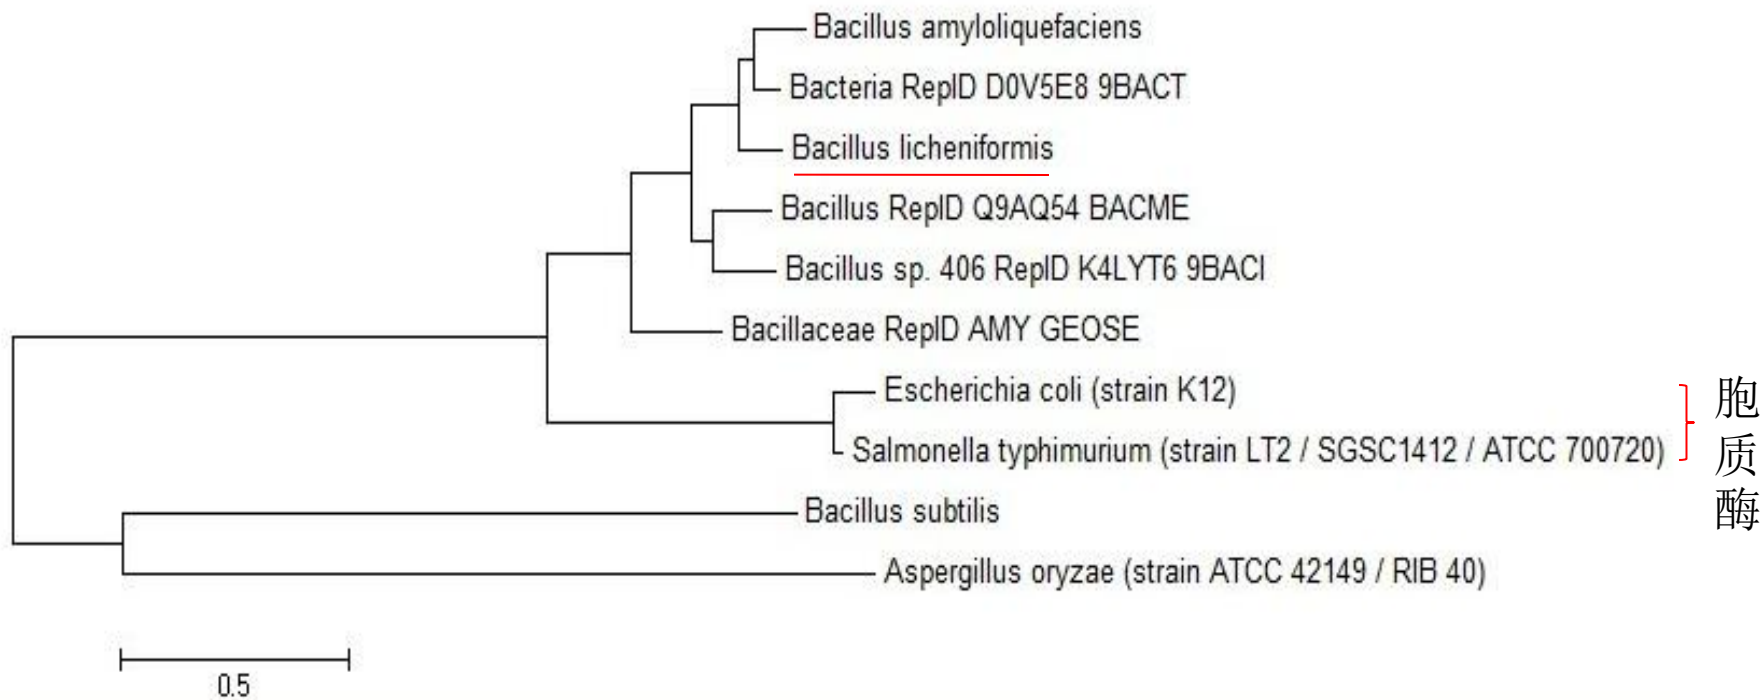 Bacillus amyloliquefaciens
Bacteria RepID D0V5E8 9BACT
Bacillus licheniformis
Bacillus RepID Q9AQ54 BACME
Bacillus sp. 406 RepID K4LYT6 9BACI
Bacillaceae RepID AMY GEOSE
Escherichia coli (strain K12)
Salmonella typhimurium (strain LT2 / SGSC1412 / ATCC 700720)
胞质酶
Bacillus subtilis
Aspergillus oryzae (strain ATCC 42149 / RIB 40)
0.5